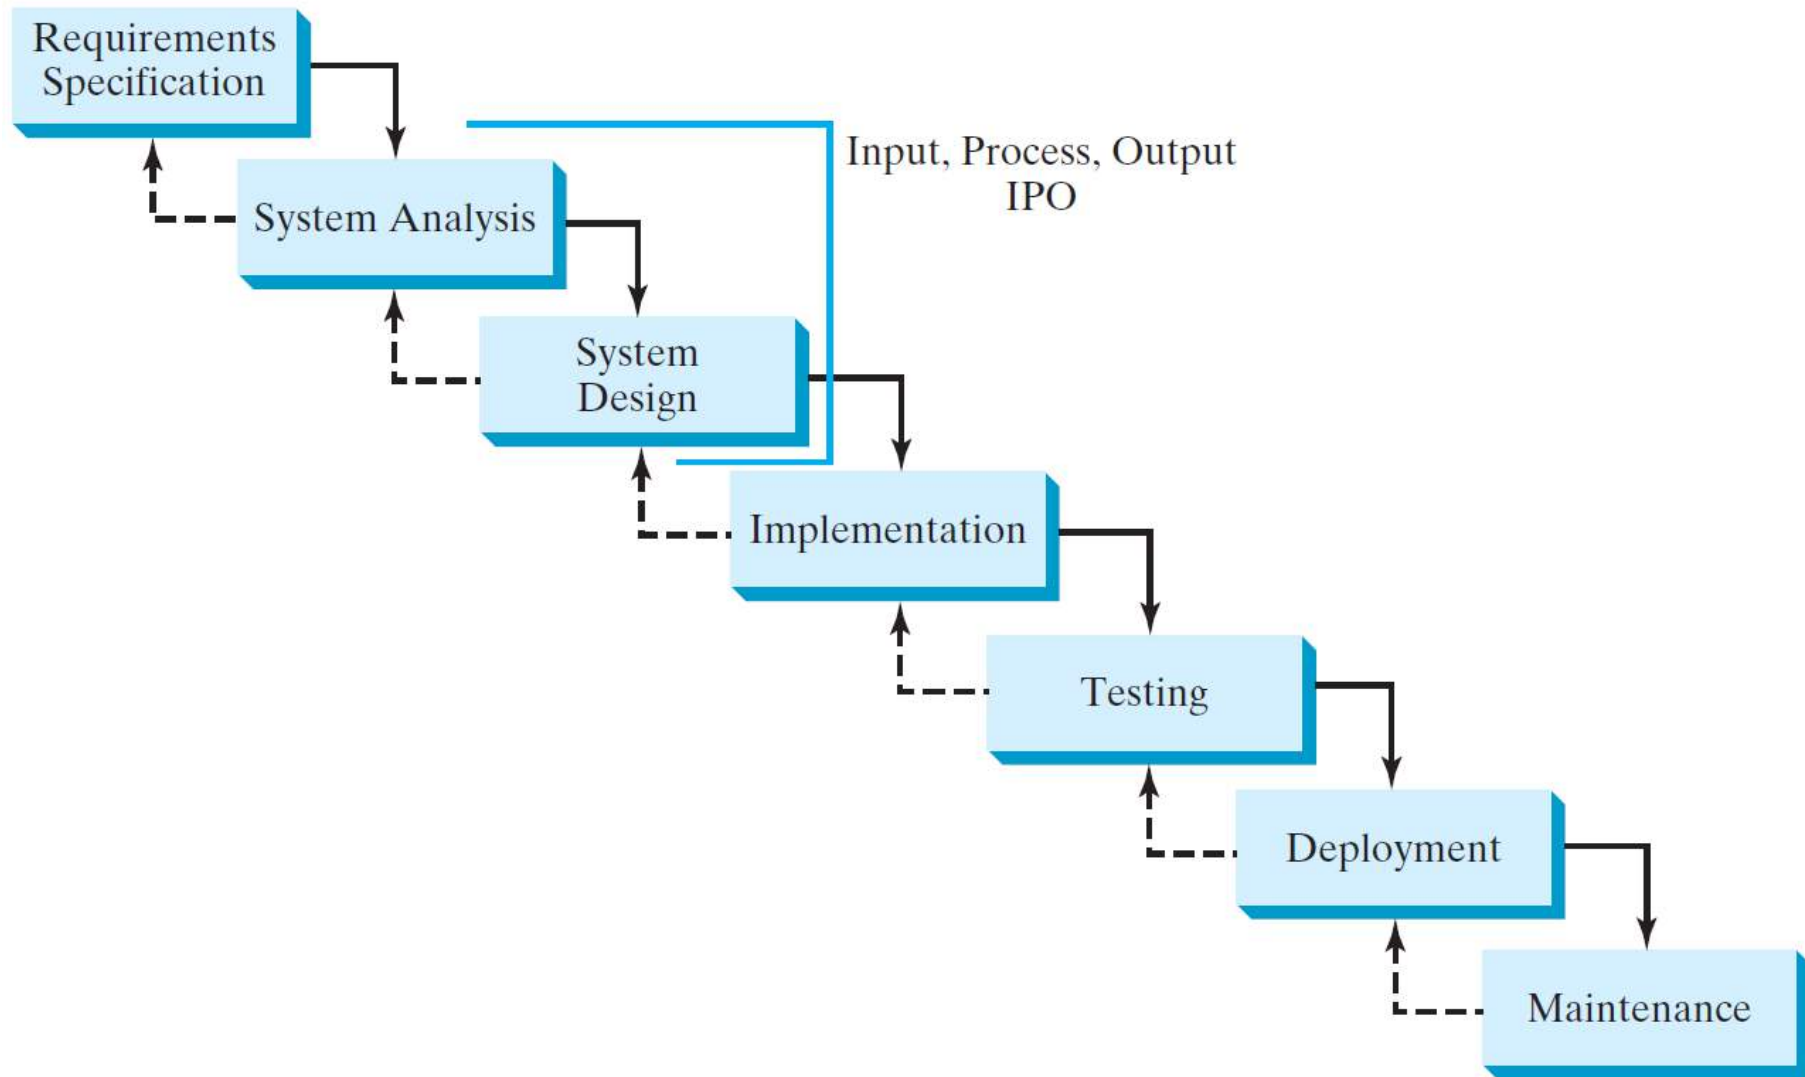 Requirements
Specification
Input, Process, Output
IPO
System Analysis
System
Design
Implementation
Testing
Deployment
Maintenance